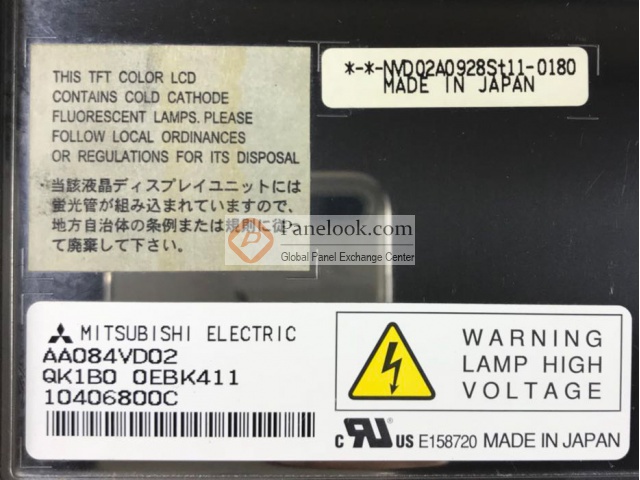 THIS TFT COLOR LCD
CONTAINS COLD CATHODE
FLUORESCENT LAMPS. PLEASE
FOLLOW LOCAL ORDINANCES
OR REGULATIONS FOR ITS DISPOSAL
当該液晶ディスプレイユニットには
蛍光管が組み込まれていますので、
地方自治体の条例または規則に従っ
て廃棄して下さい。
*-*-NVD02A0928St11-0180
MADE IN JAPAN
Panelook.com
Global Panel Exchange Center
MITSUBISHI ELECTRIC
AA084VD02
QK1B0 0EBK411
10406800C
WARNING
LAMP HIGH
VOLTAGE
c RU US E158720 MADE IN JAPAN